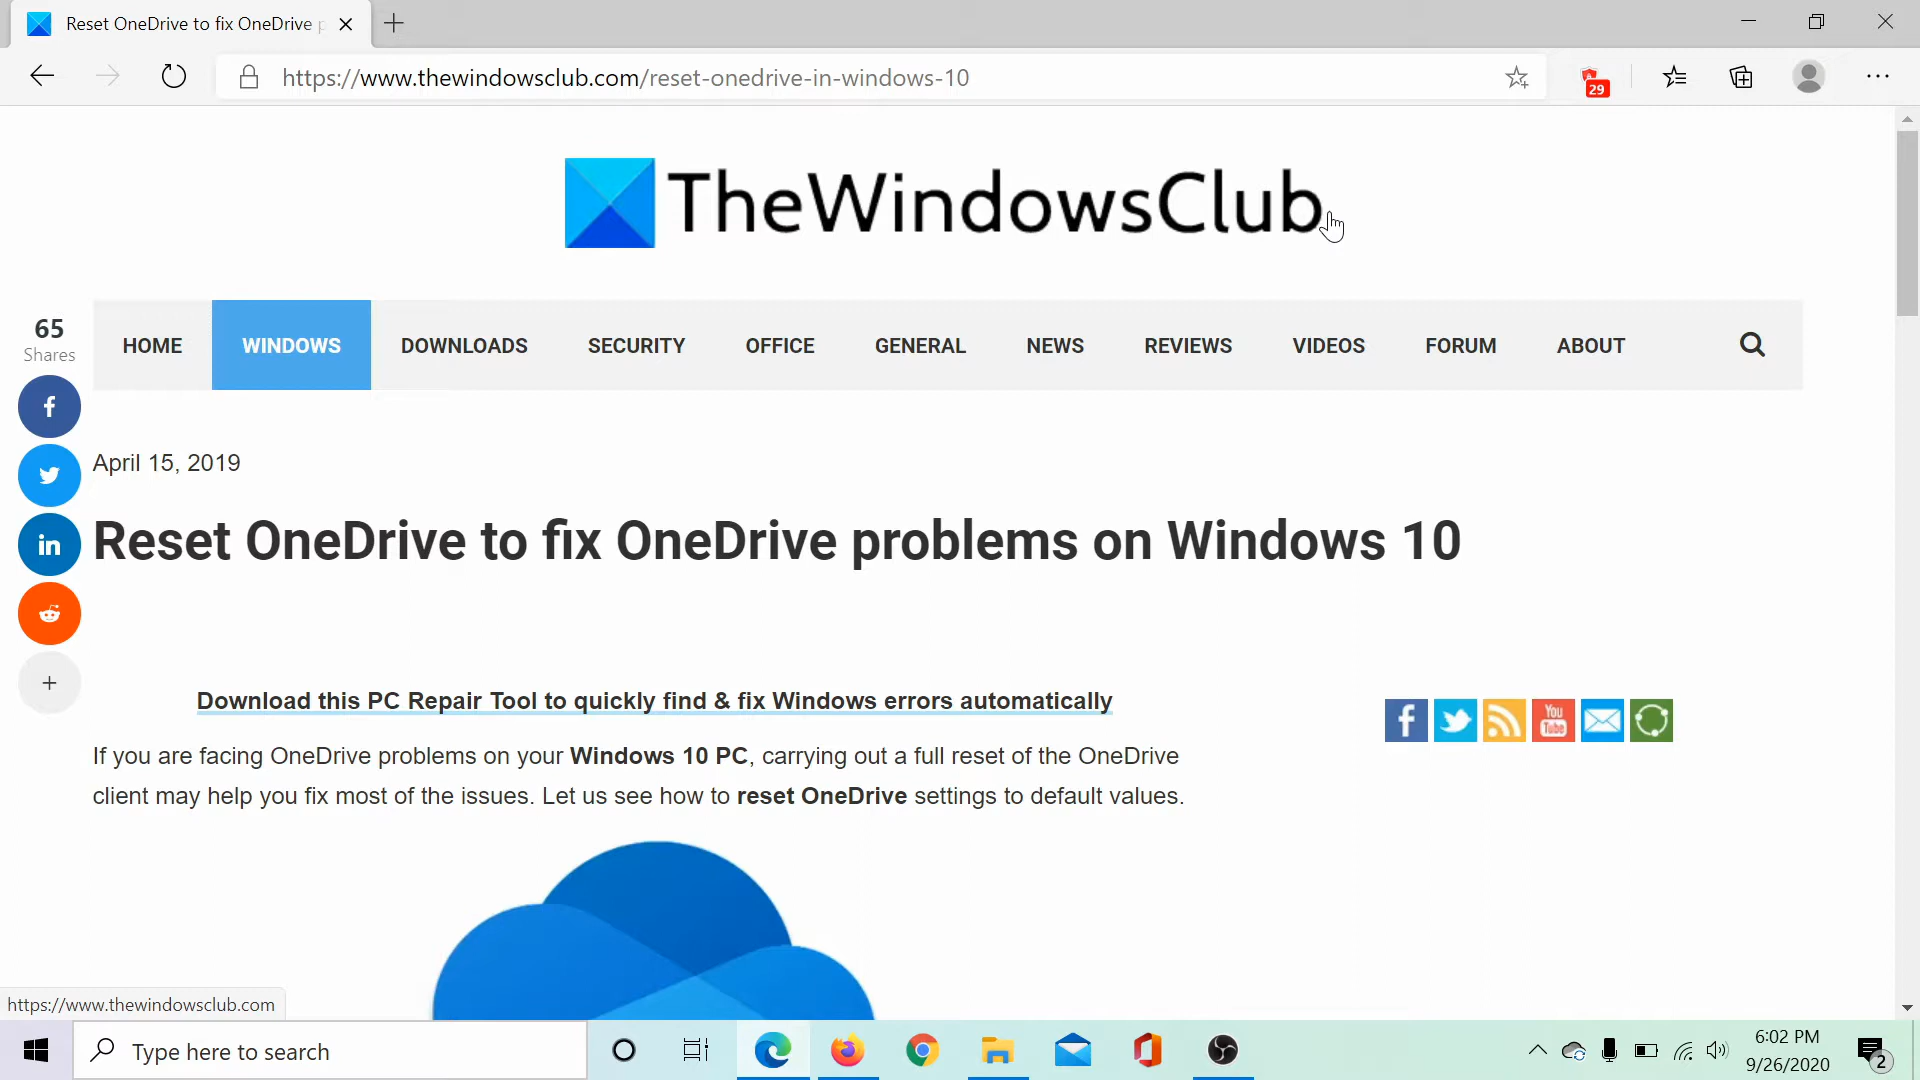 Reset OneDrive to fix OneDrive p
https://www.thewindowsclub.com/reset-onedrive-in-windows-10
29
TheWindowsClub
HOME WINDOWS DOWNLOADS SECURITY OFFICE GENERAL NEWS REVIEWS VIDEOS FORUM ABOUT
65
Shares
April 15, 2019
Reset OneDrive to fix OneDrive problems on Windows 10
Download this PC Repair Tool to quickly find & fix Windows errors automatically
If you are facing OneDrive problems on your Windows 10 PC, carrying out a full reset of the OneDrive
client may help you fix most of the issues. Let us see how to reset OneDrive settings to default values.
You
Tube
https://www.thewindowsclub.com
Type here to search
6:02 PM
9/26/2020
2